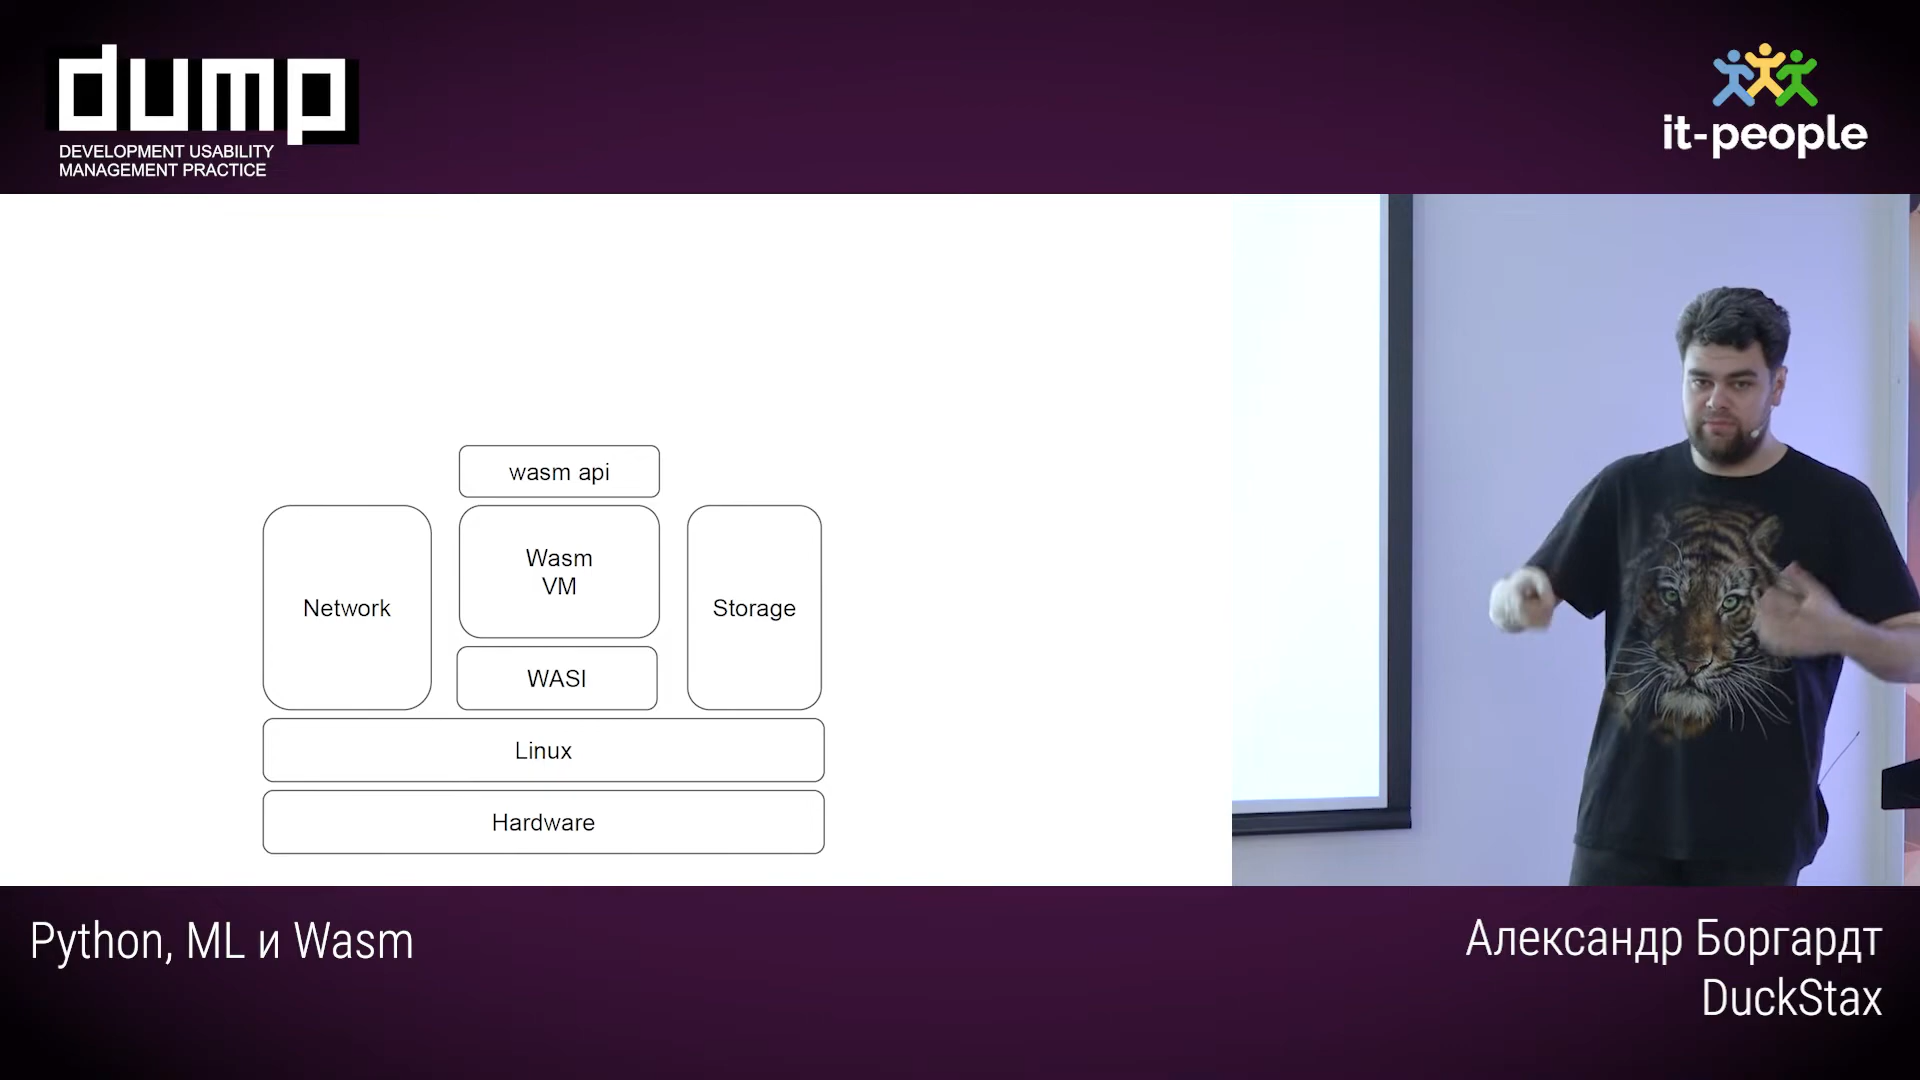 dump
DEVELOPMENT USABILITY
MANAGEMENT PRACTICE
it-people
wasm api
Network
Wasm
VM
Storage
WASI
Linux
Hardware
Python, ML и Wasm
Александр Боргардт
DuckStax